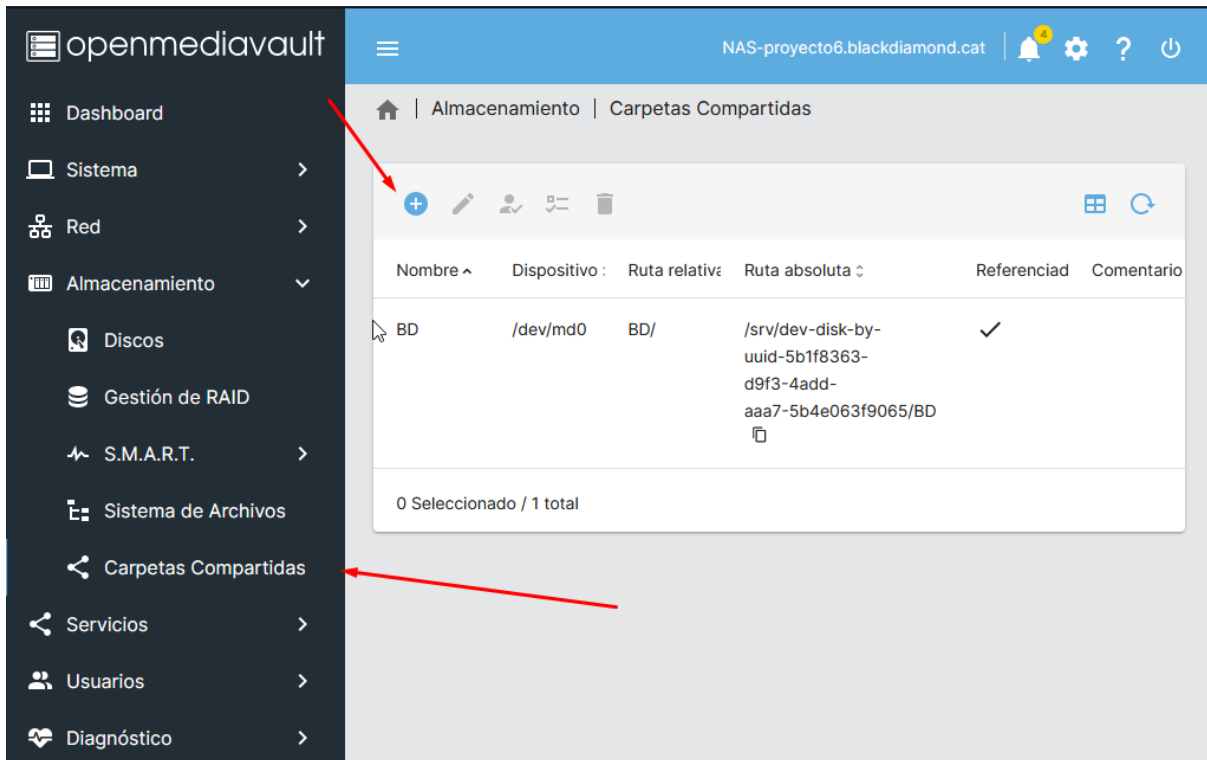 openmediavault
NAS-proyecto6.blackdiamond.cat
4
?
Dashboard
Sistema
Red
Almacenamiento
Discos
Gestión de RAID
S.M.A.R.T.
Sistema de Archivos
Carpetas Compartidas
Servicios
Usuarios
Diagnóstico
| Almacenamiento | Carpetas Compartidas
Nombre Dispositivo Ruta relativa Ruta absoluta Referenciad Comentario
BD /dev/md0 BD/ /srv/dev-disk-by-
uuid-5b1f8363-
d9f3-4add-
aaa7-5b4e063f9065/BD
0 Seleccionado / 1 total